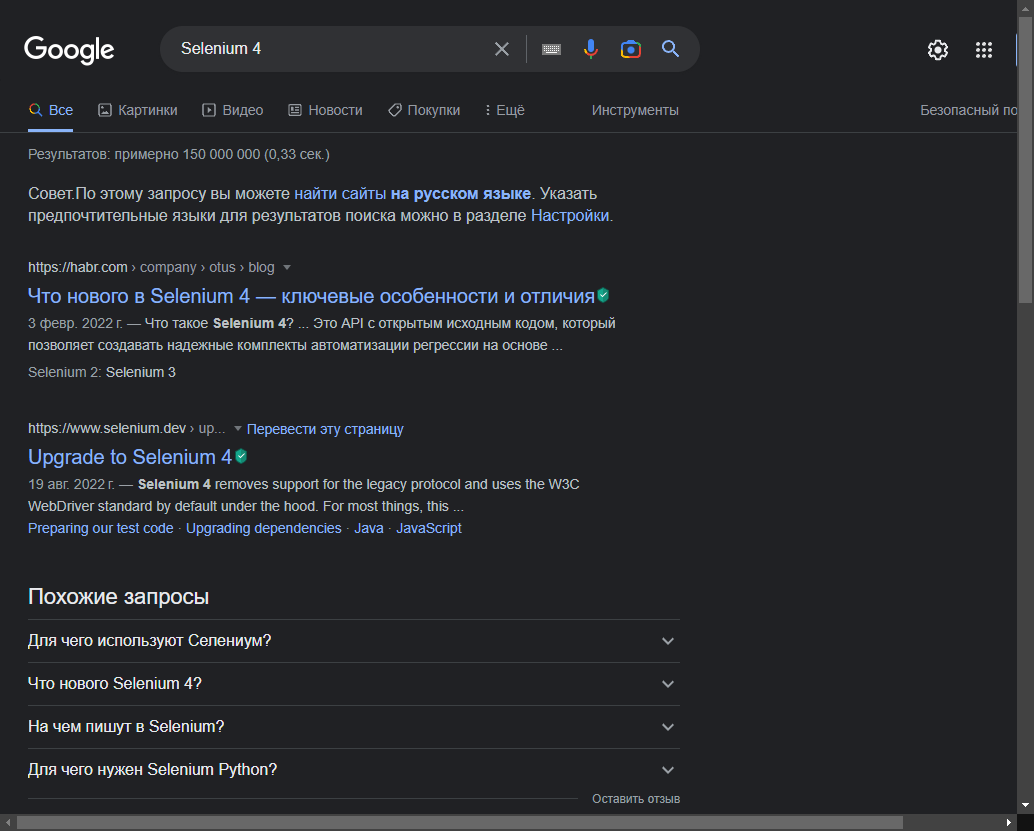 Google
Selenium 4
Все
Картинки
Видео
Новости
Покупки
Ещё
Инструменты
Безопасный по
Результатов: примерно 150 000 000 (0,33 сек.)
Совет.По этому запросу вы можете найти сайты на русском языке. Указать
предпочтительные языки для результатов поиска можно в разделе Настройки.
https://habr.com › company › otus › blog
Что нового в Selenium 4 — ключевые особенности и отличия
3 февр. 2022 г. — Что такое Selenium 4? ... Это API с открытым исходным кодом, который
позволяет создавать надежные комплекты автоматизации регрессии на основе ...
Selenium 2: Selenium 3
https://www.selenium.dev › up... Перевести эту страницу
Upgrade to Selenium 4
19 авг. 2022 г. — Selenium 4 removes support for the legacy protocol and uses the W3C
WebDriver standard by default under the hood. For most things, this ...
Preparing our test code · Upgrading dependencies · Java · JavaScript
Похожие запросы
Для чего используют Селениум?
Что нового Selenium 4?
На чем пишут в Selenium?
Для чего нужен Selenium Python?
Оставить отзыв